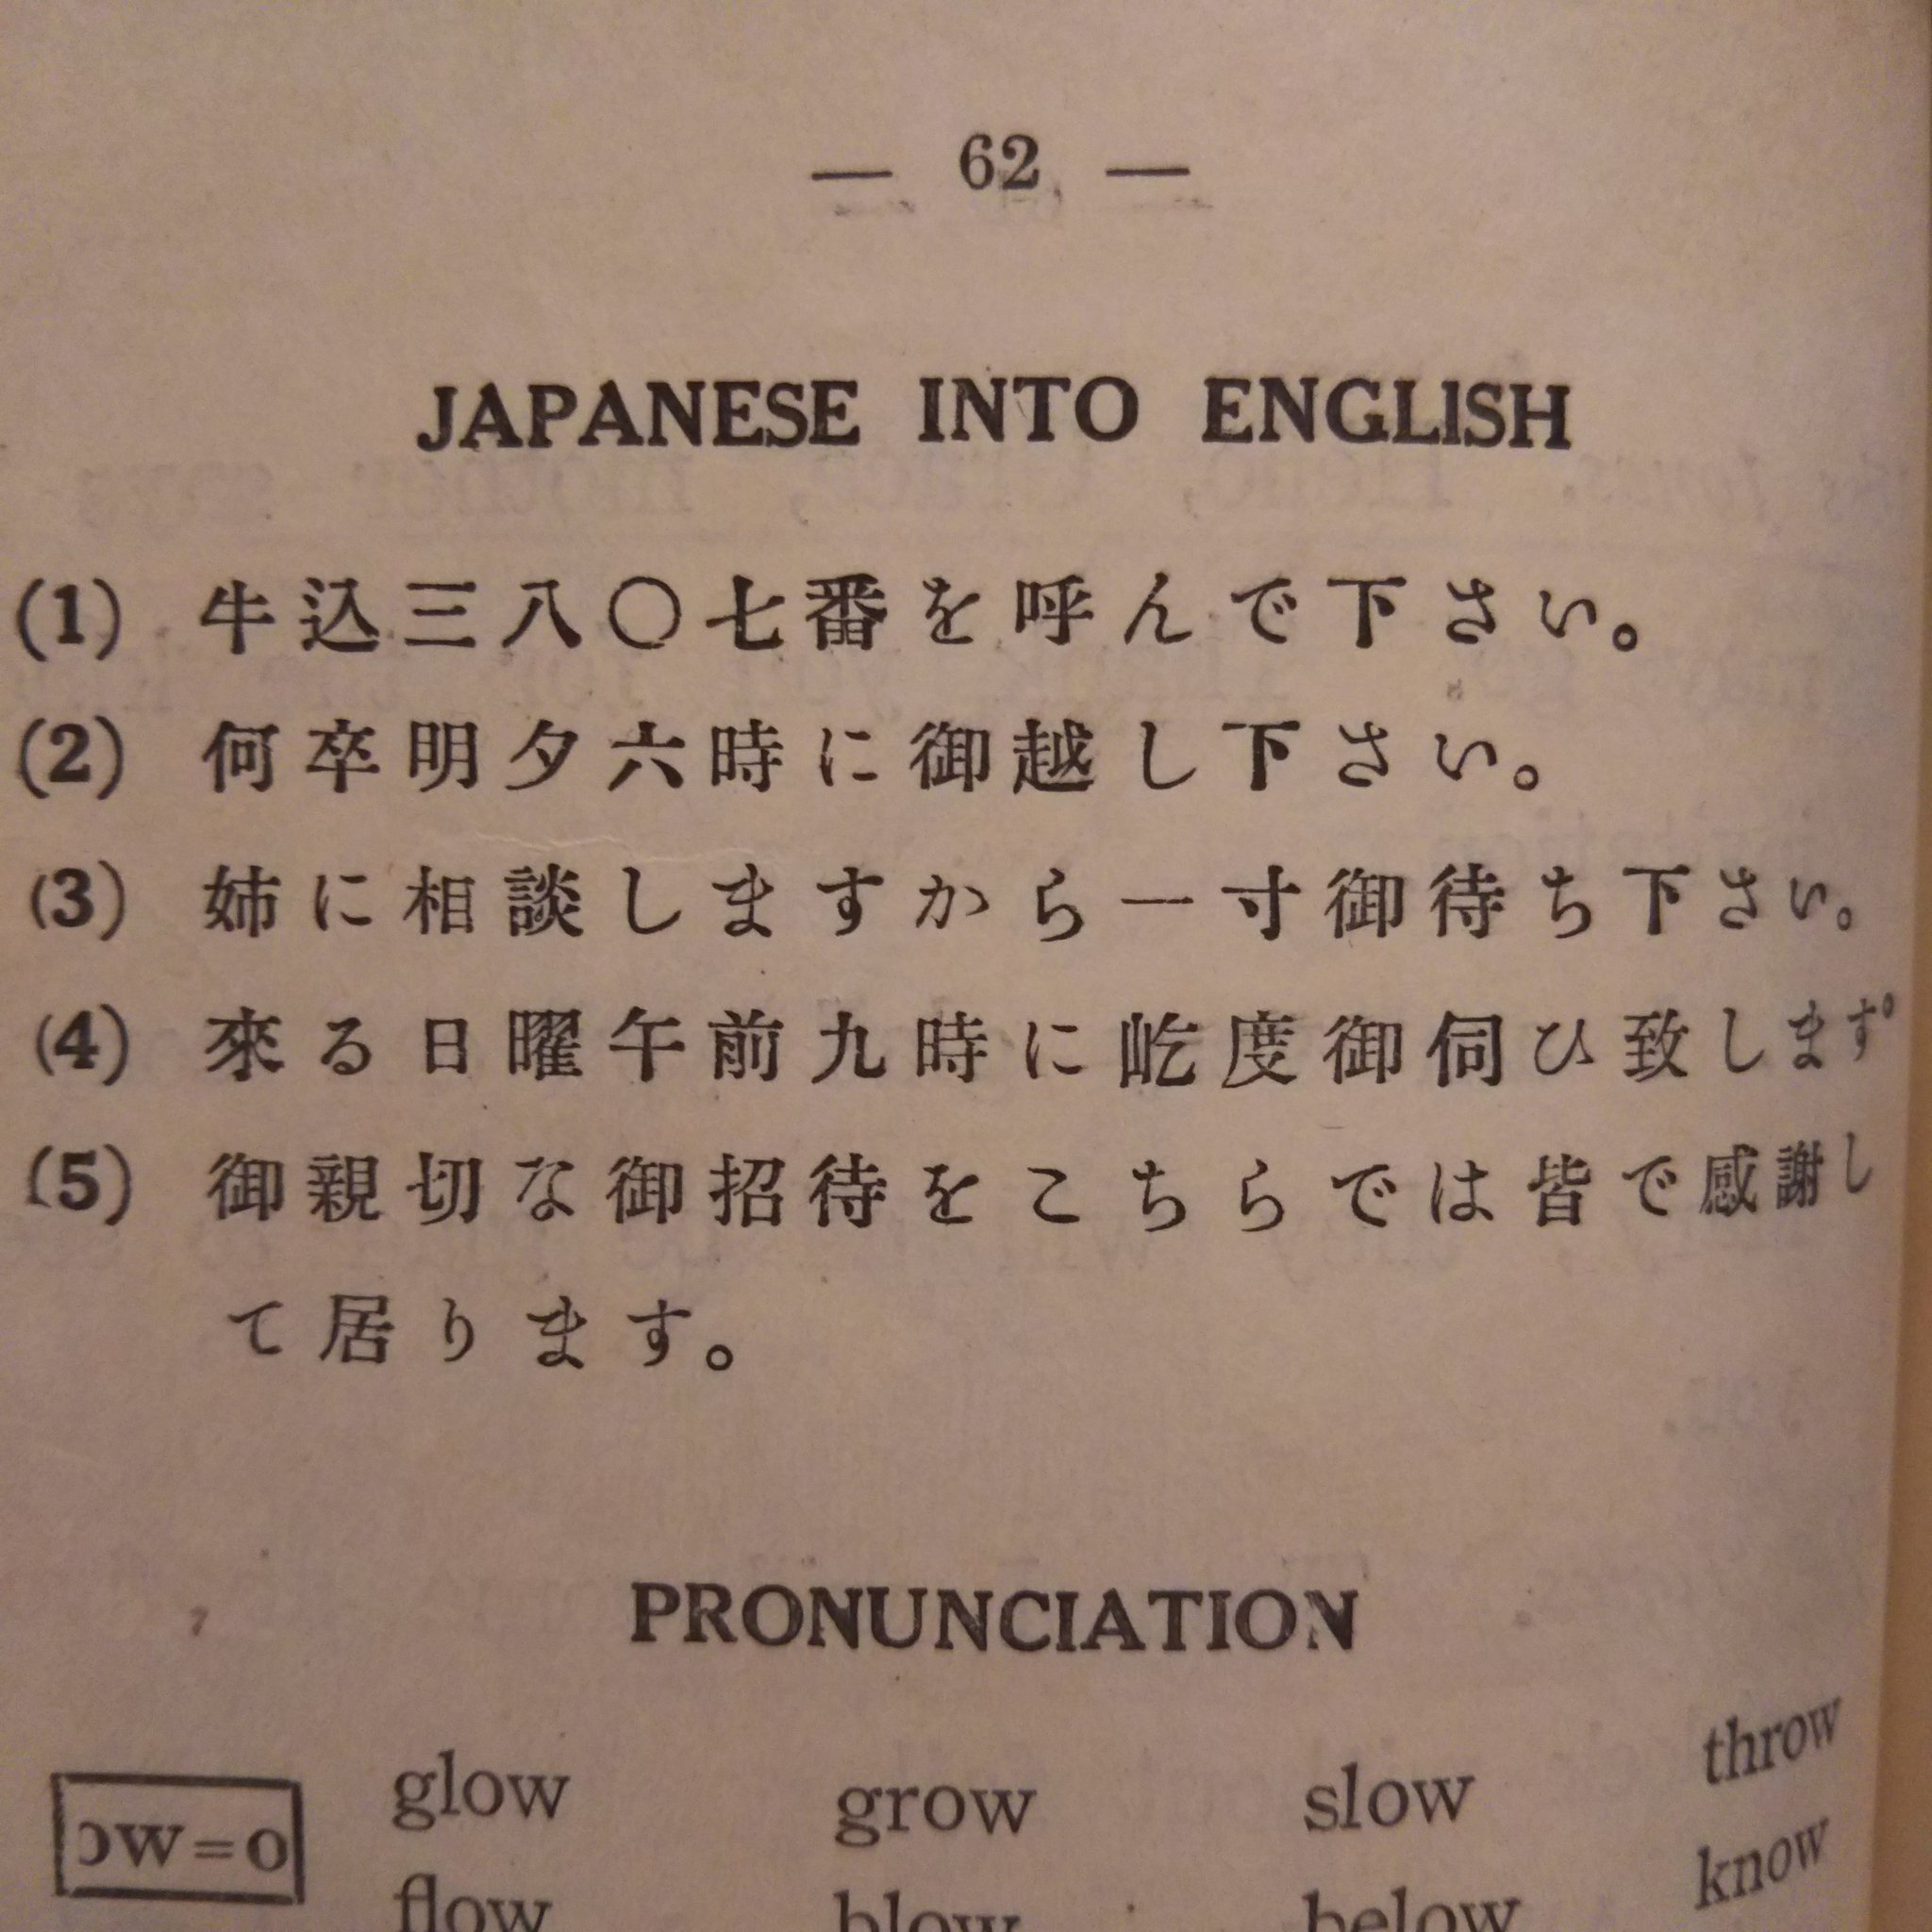 — 62 —
JAPANESE INTO ENGLISH
(1) 牛込三八〇七番を呼んで下さい。
(2) 何卒明夕六時に御越し下さい。
(3) 姉に相談しますから一寸御待ち下さい。
(4) 來る日曜午前九時に屹度御伺ひ致します。
(5) 御親切な御招待をこちらでは皆で感謝し
て居ります。
PRONUNCIATION
ow=o glow grow slow throw
flow blow below know